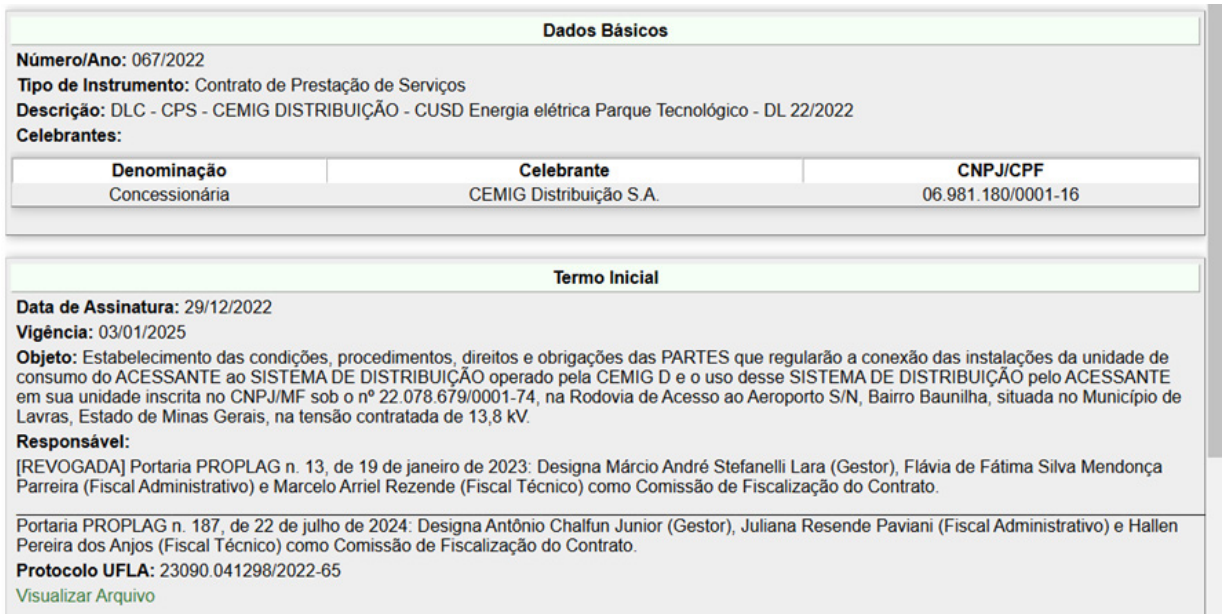 Dados Básicos
Número/Ano: 067/2022
Tipo de Instrumento: Contrato de Prestação de Serviços
Descrição: DLC - CPS - CEMIG DISTRIBUIÇÃO - CUSD Energia elétrica Parque Tecnológico - DL 22/2022
Celebrantes:
Denominação Celebrante CNPJ/CPF
Concessionária CEMIG Distribuição S.A. 06.981.180/0001-16
Termo Inicial
Data de Assinatura: 29/12/2022
Vigência: 03/01/2025
Objeto: Estabelecimento das condições, procedimentos, direitos e obrigações das PARTES que regularão a conexão das instalações da unidade de
consumo do ACESSANTE ao SISTEMA DE DISTRIBUIÇÃO operado pela CEMIG D e o uso desse SISTEMA DE DISTRIBUIÇÃO pelo ACESSANTE
em sua unidade inscrita no CNPJ/MF sob o nº 22.078.679/0001-74, na Rodovia de Acesso ao Aeroporto S/N, Bairro Baunilha, situada no Município de
Lavras, Estado de Minas Gerais, na tensão contratada de 13,8 kV.
Responsável:
[REVOGADA] Portaria PROPLAG n. 13, de 19 de janeiro de 2023: Designa Márcio André Stefanelli Lara (Gestor), Flávia de Fátima Silva Mendonça
Parreira (Fiscal Administrativo) e Marcelo Arriel Rezende (Fiscal Técnico) como Comissão de Fiscalização do Contrato.
Portaria PROPLAG n. 187, de 22 de julho de 2024: Designa Antônio Chalfun Junior (Gestor), Juliana Resende Paviani (Fiscal Administrativo) e Hallen
Pereira dos Anjos (Fiscal Técnico) como Comissão de Fiscalização do Contrato.
Protocolo UFLA: 23090.041298/2022-65
Visualizar Arquivo